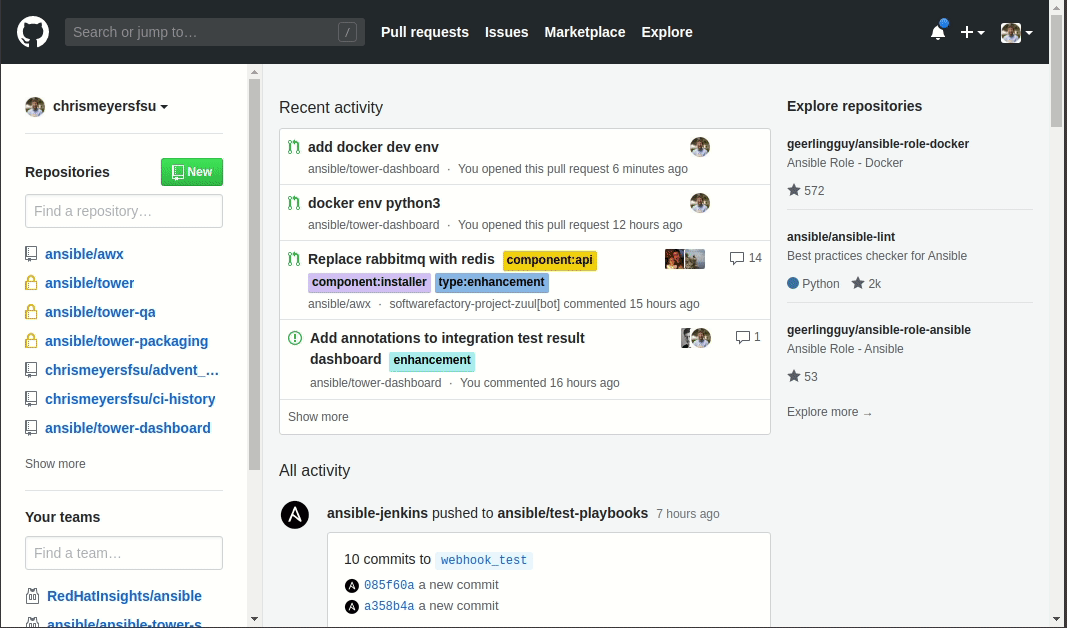 Search or jump to…
/
Pull requests Issues Marketplace Explore
chrismeyersfsu
Repositories
New
Find a repository…
ansible/awx
ansible/tower
ansible/tower-qa
ansible/tower-packaging
chrismeyersfsu/advent_…
chrismeyersfsu/ci-history
ansible/tower-dashboard
Show more
Your teams
Find a team…
RedHatInsights/ansible
ansible/ansible-tower-s
Recent activity
add docker dev env
ansible/tower-dashboard · You opened this pull request 6 minutes ago
docker env python3
ansible/tower-dashboard · You opened this pull request 12 hours ago
Replace rabbitmq with redis component:api
14
component:installer type:enhancement
ansible/awx · softwarefactory-project-zuul[bot] commented 15 hours ago
Add annotations to integration test result
1
dashboard enhancement
ansible/tower-dashboard · You commented 16 hours ago
Show more
All activity
ansible-jenkins pushed to ansible/test-playbooks 7 hours ago
10 commits to webhook_test
085f60a a new commit
a358b4a a new commit
Explore repositories
geerlingguy/ansible-role-docker
Ansible Role - Docker
572
ansible/ansible-lint
Best practices checker for Ansible
Python 2k
geerlingguy/ansible-role-ansible
Ansible Role - Ansible
53
Explore more →